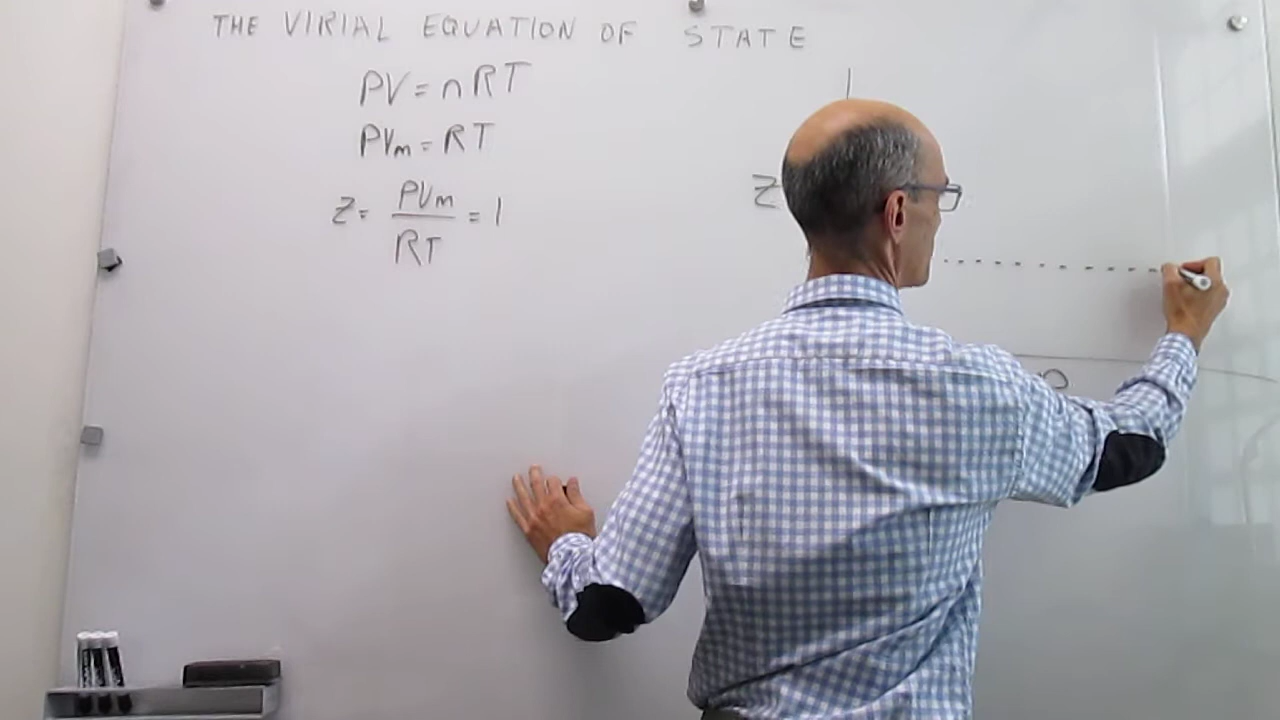 THE VIRIAL EQUATION OF STATE
PV = nRT
PVm = RT
Z = PVm / RT = 1
Z
P